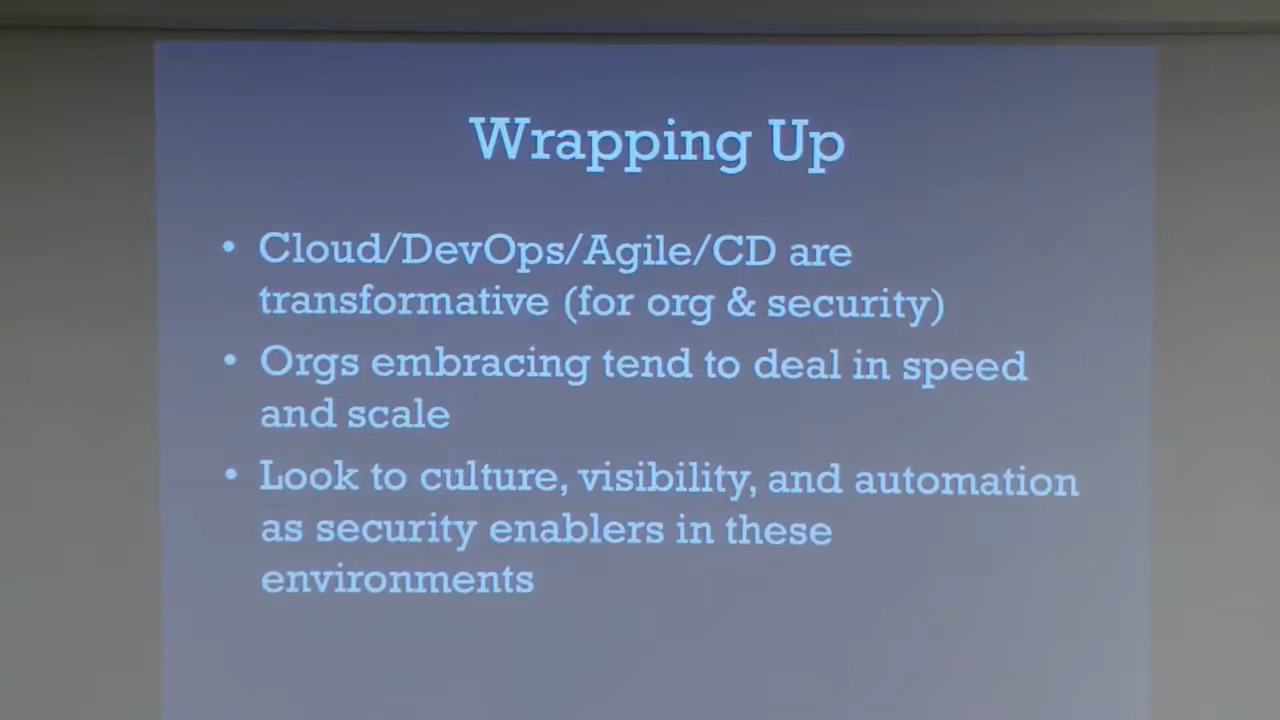 Wrapping Up
• Cloud/DevOps/Agile/CD are
transformative (for org & security)
• Orgs embracing tend to deal in speed
and scale
• Look to culture, visibility, and automation
as security enablers in these
environments